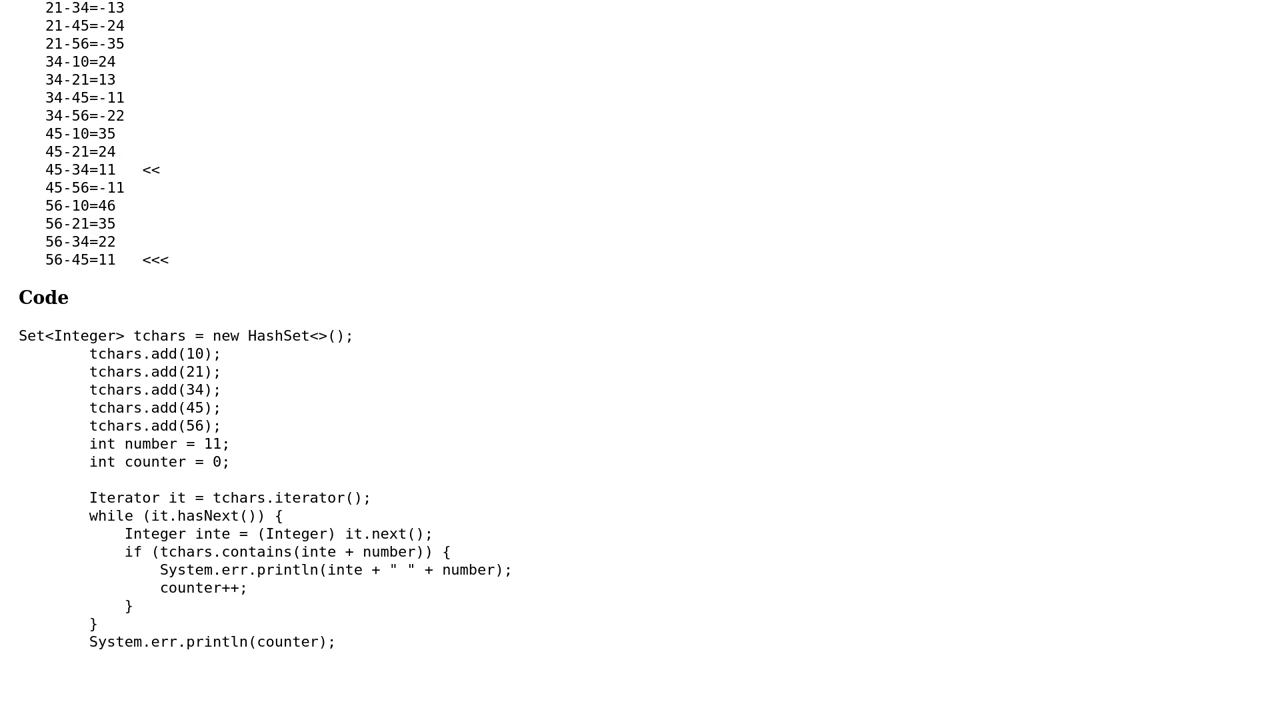 21-34=-13
21-45=-24
21-56=-35
34-10=24
34-21=13
34-45=-11
34-56=-22
45-10=35
45-21=24
45-34=11   <<
45-56=-11
56-10=46
56-21=35
56-34=22
56-45=11   <<<
Code
Set<Integer> tchars = new HashSet<>();
        tchars.add(10);
        tchars.add(21);
        tchars.add(34);
        tchars.add(45);
        tchars.add(56);
        int number = 11;
        int counter = 0;

        Iterator it = tchars.iterator();
        while (it.hasNext()) {
            Integer inte = (Integer) it.next();
            if (tchars.contains(inte + number)) {
                System.err.println(inte + " " + number);
                counter++;
            }
        }
        System.err.println(counter);